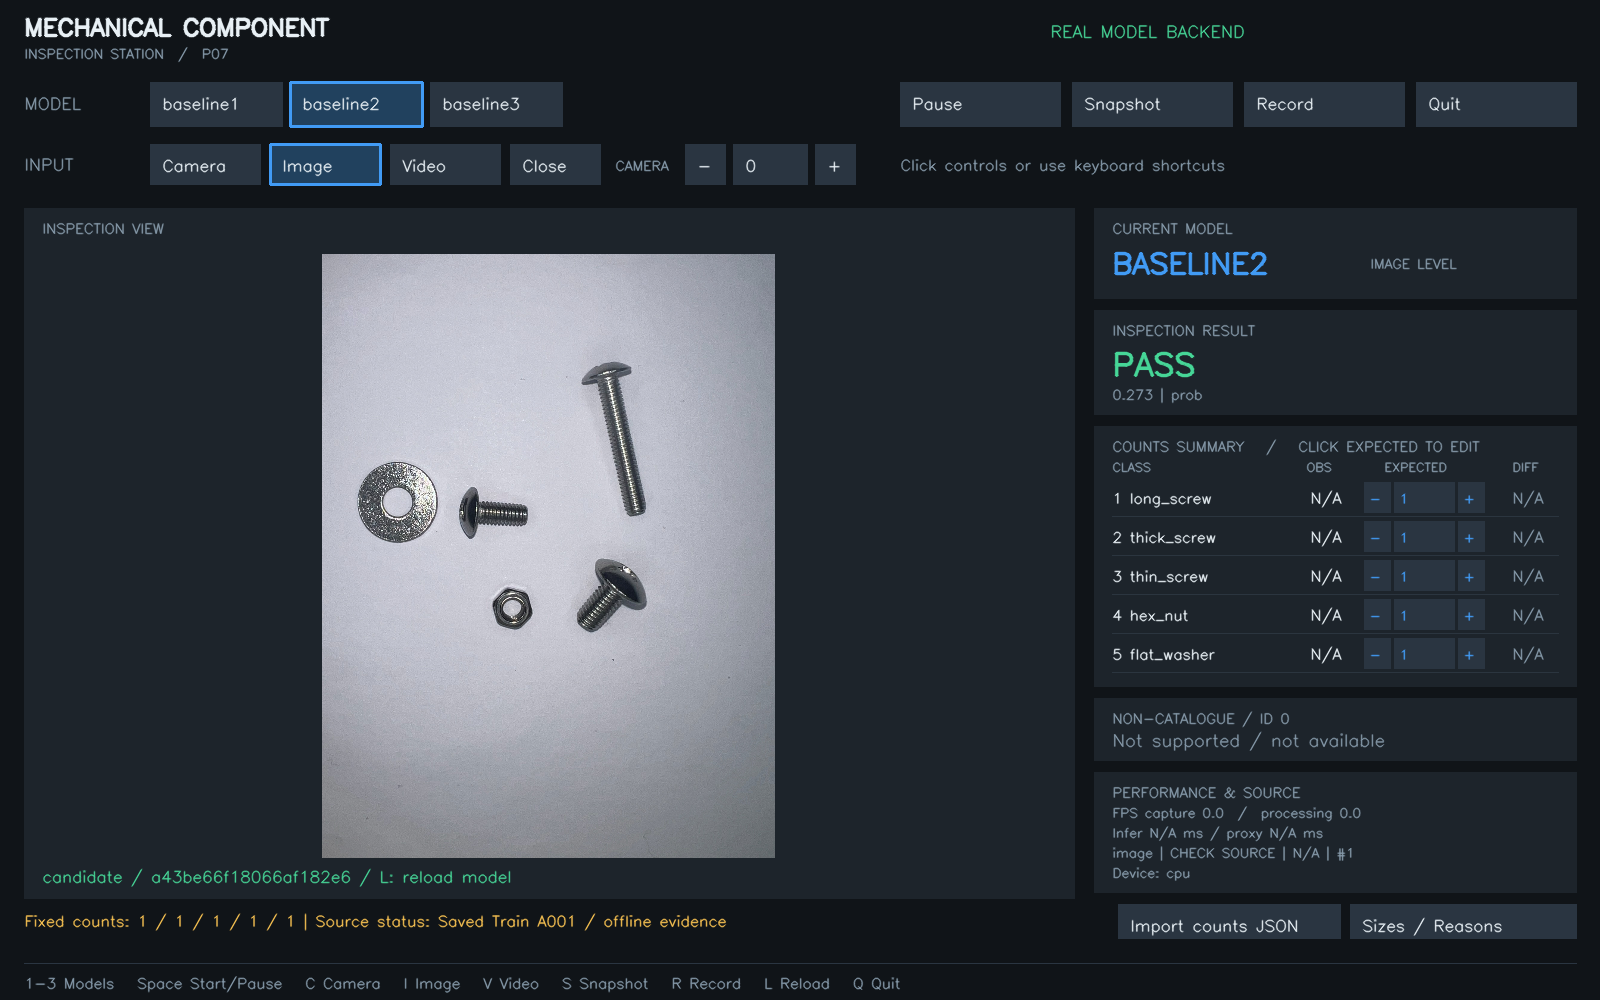 MECHANICAL COMPONENT
REAL MODEL BACKEND
INSPECTION STATION / P07
MODEL baseline1 baseline2 baseline3 Pause Snapshot Record Quit
INPUT Camera Image Video Close CAMERA − 0 + Click controls or use keyboard shortcuts
INSPECTION VIEW
candidate / a43be66f18066af182e6 / L: reload model
CURRENT MODEL
BASELINE2 IMAGE LEVEL
INSPECTION RESULT
PASS
0.273 | prob
COUNTS SUMMARY / CLICK EXPECTED TO EDIT
CLASS OBS EXPECTED DIFF
1 long_screw N/A − 1 + N/A
2 thick_screw N/A − 1 + N/A
3 thin_screw N/A − 1 + N/A
4 hex_nut N/A − 1 + N/A
5 flat_washer N/A − 1 + N/A
NON−CATALOGUE / ID 0
Not supported / not available
PERFORMANCE & SOURCE
FPS capture 0.0 / processing 0.0
Infer N/A ms / proxy N/A ms
image | CHECK SOURCE | N/A | #1
Device: cpu
Fixed counts: 1 / 1 / 1 / 1 / 1 | Source status: Saved Train A001 / offline evidence
Import counts JSON Sizes / Reasons
1−3 Models Space Start/Pause C Camera I Image V Video S Snapshot R Record L Reload Q Quit